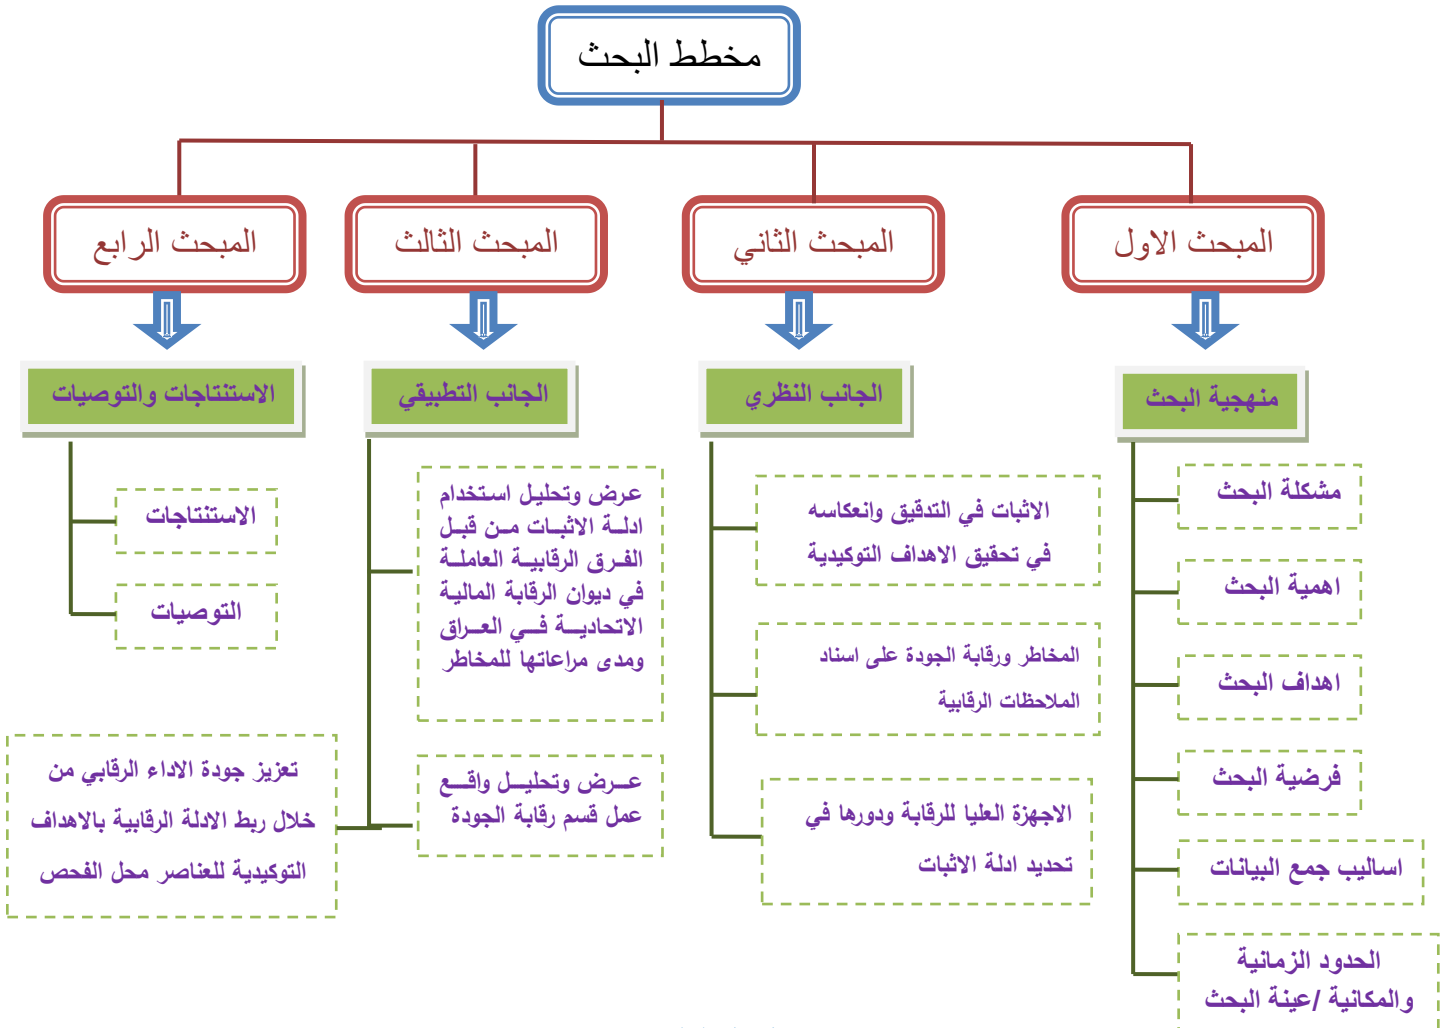 مخطط البحث
المبحث الاول
المبحث الثاني
المبحث الثالث
المبحث الرابع
منهجية البحث
مشكلة البحث
اهمية البحث
اهداف البحث
فرضية البحث
اساليب جمع البيانات
الحدود الزمانية
والمكانية /عينة البحث
الجانب النظري
الاثبات في التدقيق وانعكاسه
في تحقيق الاهداف التوكيدية
المخاطر ورقابة الجودة على اسناد
الملاحظات الرقابية
الاجهزة العليا للرقابة ودورها في
تحديد ادلة الاثبات
الجانب التطبيقي
عرض وتحليل استخدام
ادلة الاثبات من قبل
الفرق الرقابية العاملة
في ديوان الرقابة المالية
الاتحادية في العراق
ومدى مراعاتها للمخاطر
عرض وتحليل واقع
عمل قسم رقابة الجودة
تعزيز جودة الاداء الرقابي من
خلال ربط الادلة الرقابية بالاهداف
التوكيدية للعناصر محل الفحص
الاستنتاجات والتوصيات
الاستنتاجات
التوصيات